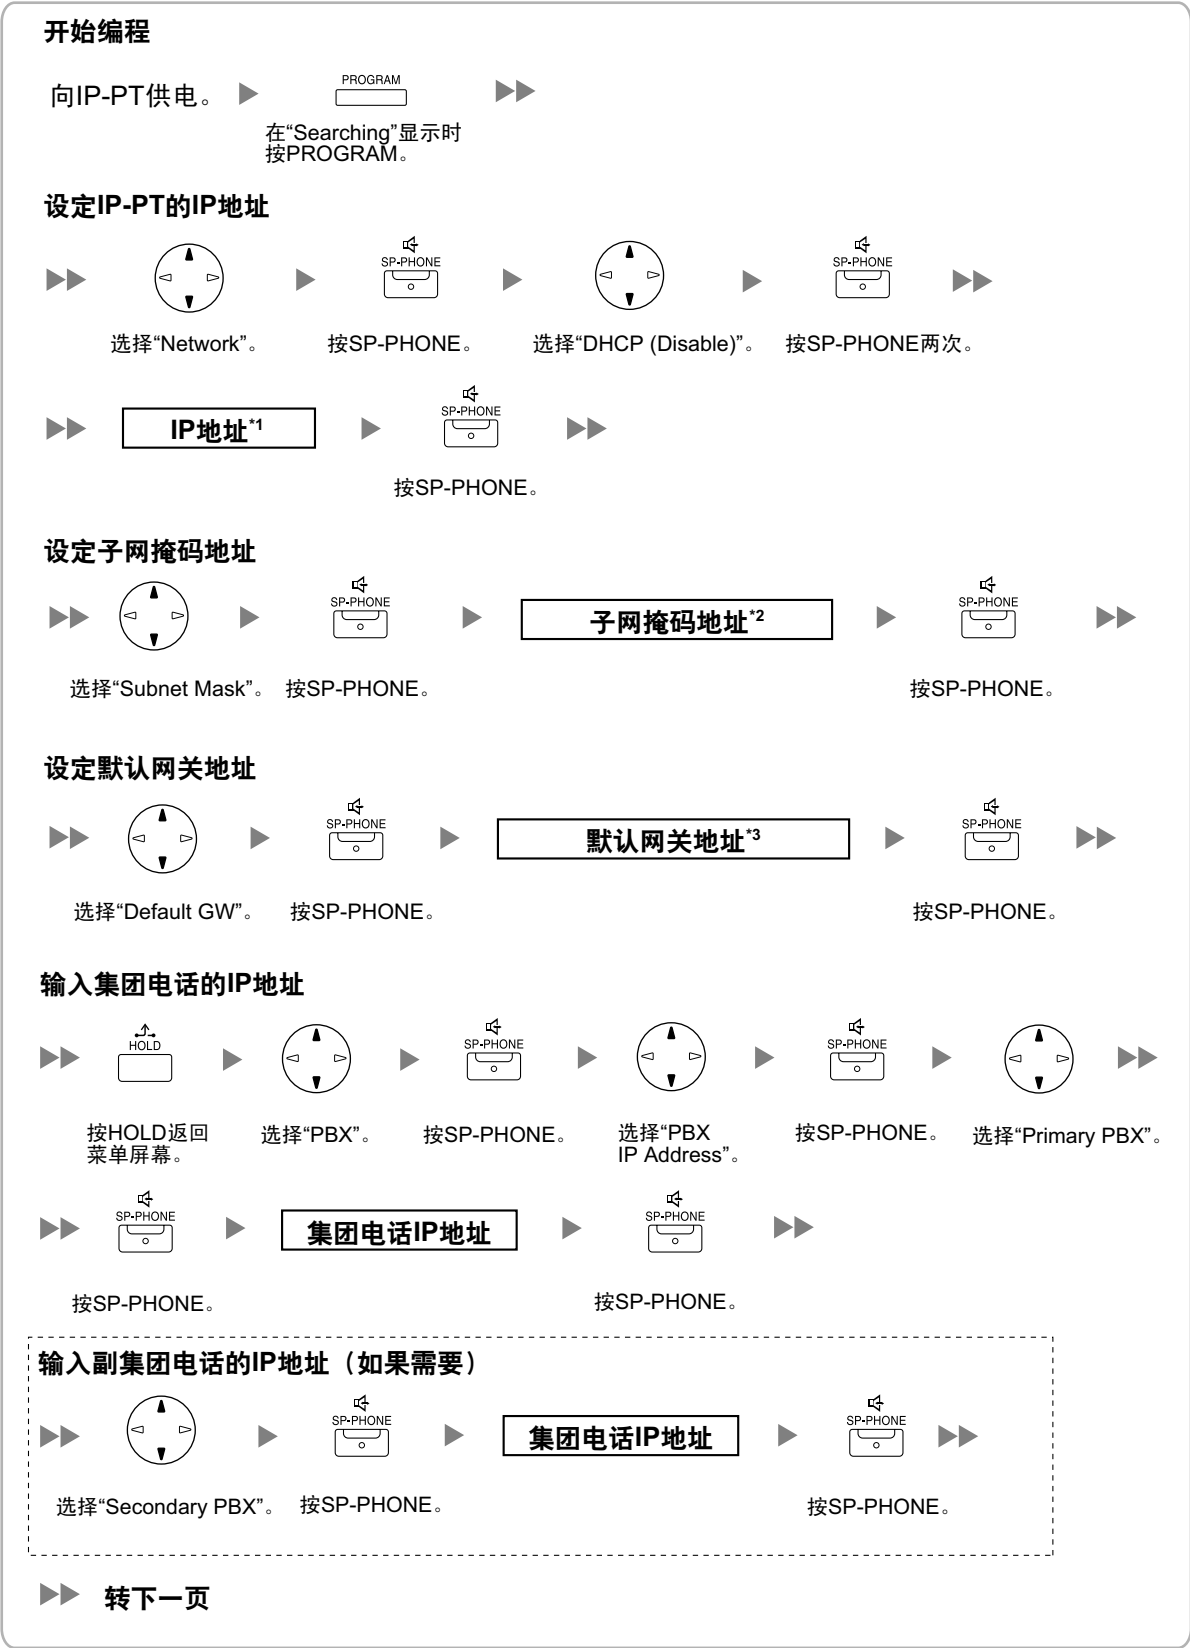 开始编程
向IP-PT供电。
PROGRAM
在“Searching”显示时
按PROGRAM。
设定IP-PT的IP地址
SP-PHONE
SP-PHONE
选择“Network”。
按SP-PHONE。
选择“DHCP (Disable)”。
按SP-PHONE两次。
IP地址*1
SP-PHONE
按SP-PHONE。
设定子网掩码地址
SP-PHONE
子网掩码地址*2
SP-PHONE
选择“Subnet Mask”。
按SP-PHONE。
按SP-PHONE。
设定默认网关地址
SP-PHONE
默认网关地址*3
SP-PHONE
选择“Default GW”。
按SP-PHONE。
按SP-PHONE。
输入集团电话的IP地址
HOLD
SP-PHONE
SP-PHONE
按HOLD返回
菜单屏幕。
选择“PBX”。
按SP-PHONE。
选择“PBX
IP Address”。
按SP-PHONE。
选择“Primary PBX”。
SP-PHONE
集团电话IP地址
SP-PHONE
按SP-PHONE。
按SP-PHONE。
输入副集团电话的IP地址（如果需要）
SP-PHONE
集团电话IP地址
SP-PHONE
选择“Secondary PBX”。
按SP-PHONE。
按SP-PHONE。
转下一页